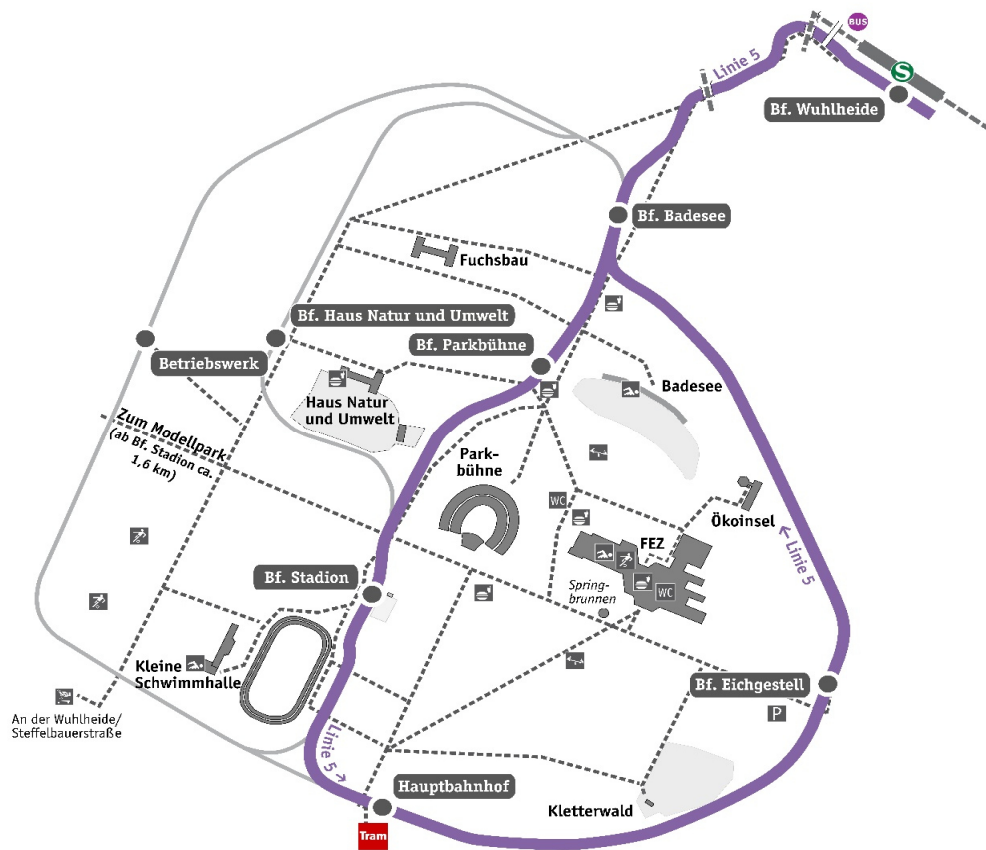 BUS
Linie 5
S
Bf. Wuhlheide
Bf. Badesee
Fuchsbau
Bf. Haus Natur und Umwelt
Bf. Parkbühne
Betriebswerk
Badesee
Haus Natur
und Umwelt
Zum Modellpark
(ab Bf. Stadion ca.
1,6 km)
Park-
bühne
WC
Ökoinsel
FEZ
Linie 5
Bf. Stadion
Spring-
brunnen
WC
Kleine
Schwimmhalle
Bf. Eichgestell
P
An der Wuhlheide/
Steffelbauerstraße
Linie 5
Hauptbahnhof
Kletterwald
Tram